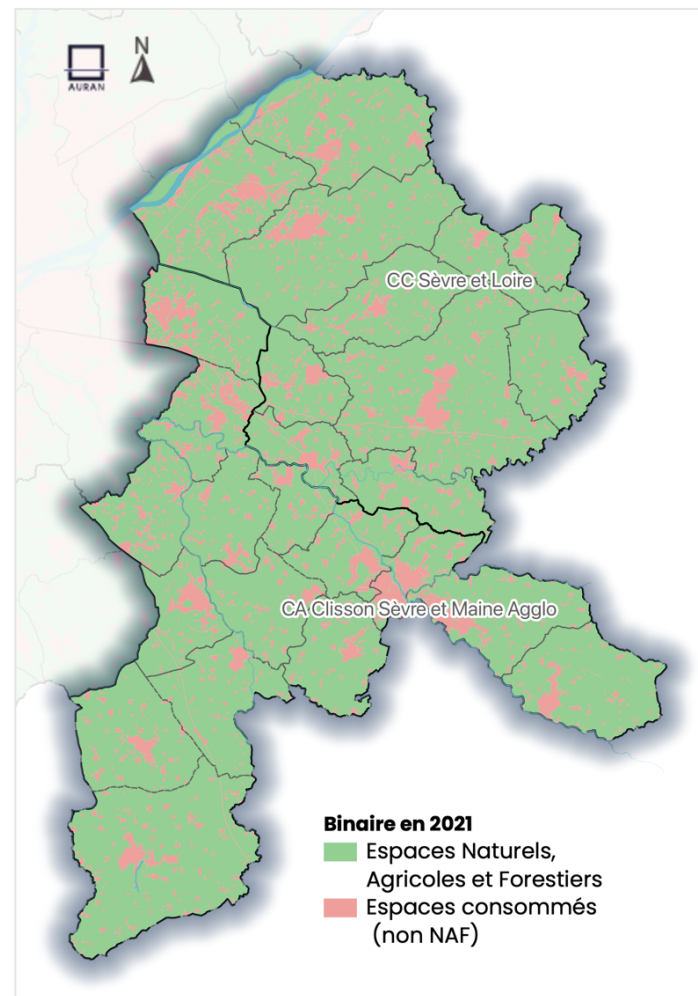 N
AURAN
CC Sèvre et Loire
CA Clisson Sèvre et Maine Agglo
Binaire en 2021
Espaces Naturels,
Agricoles et Forestiers
Espaces consommés
(non NAF)